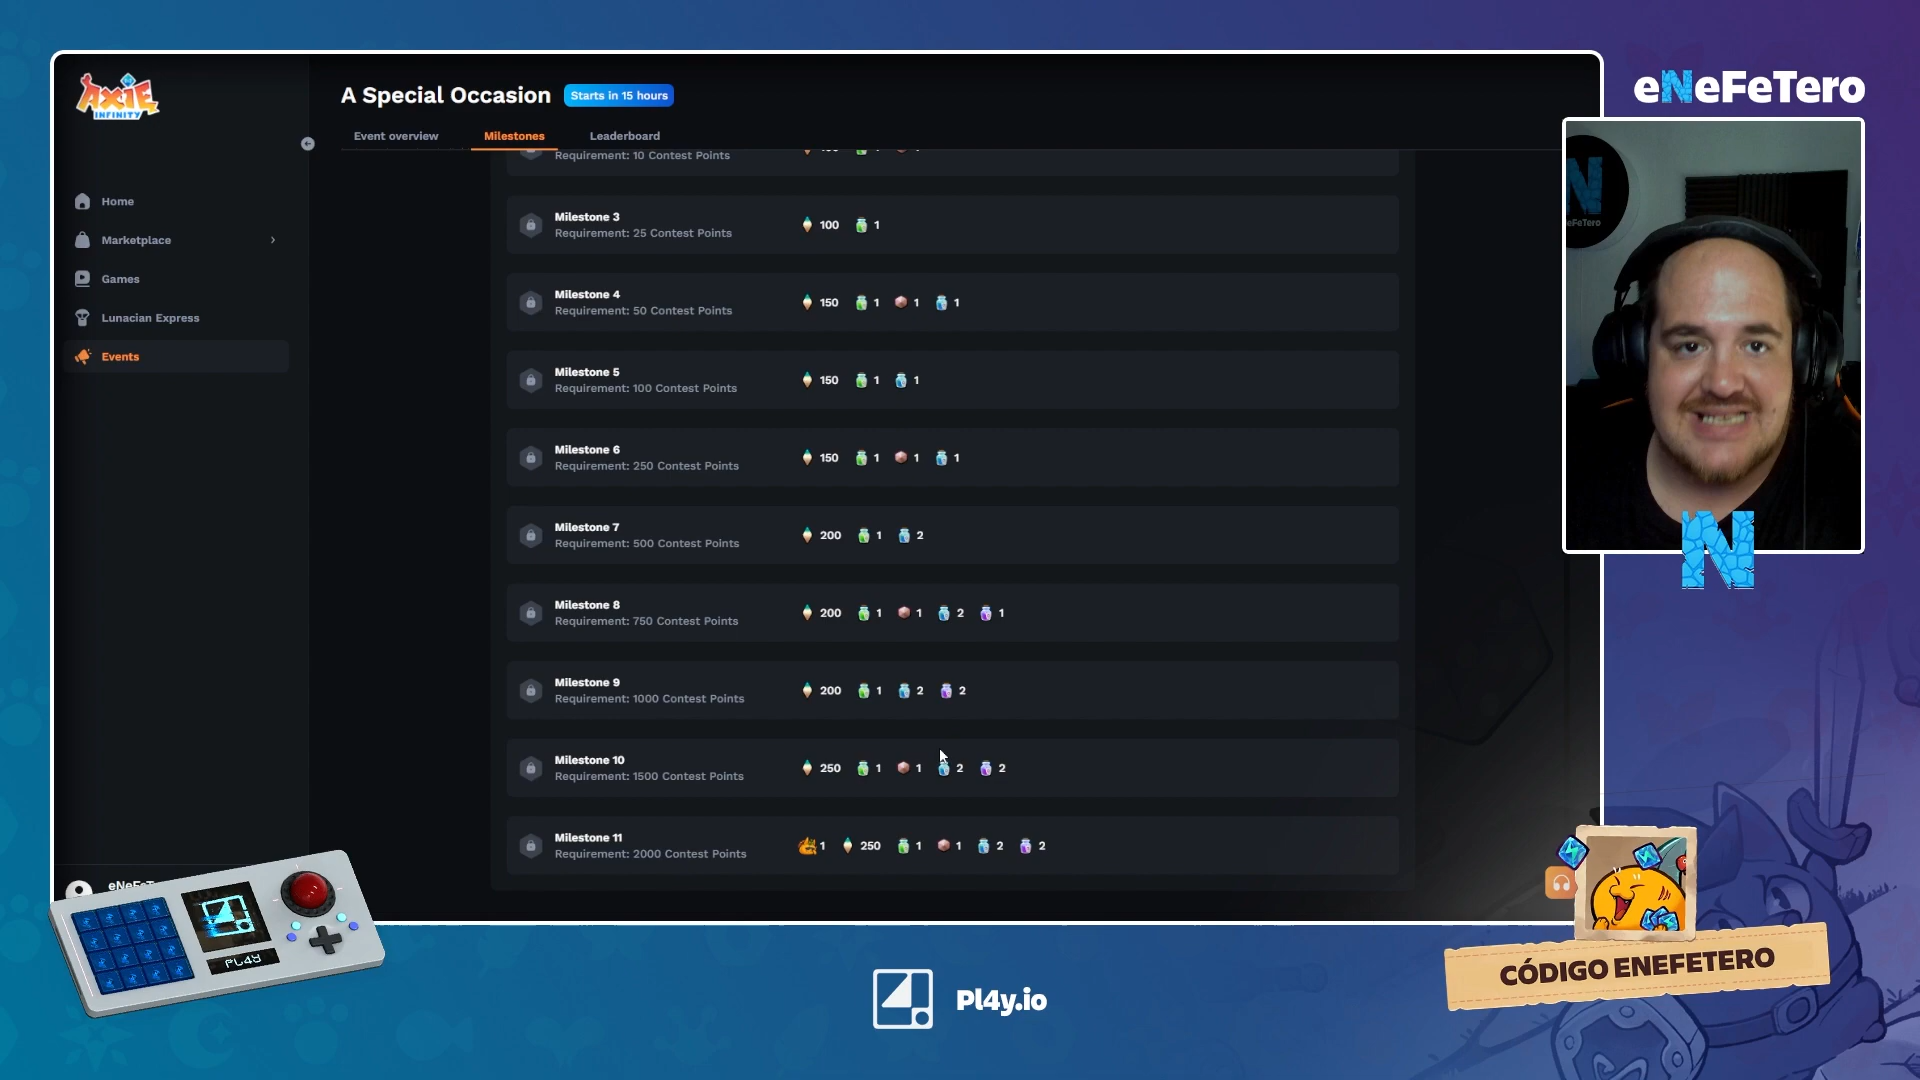 eNeFeTero
AXIE
INFINITY
A Special Occasion
Starts in 15 hours
Event overview
Milestones
Leaderboard
Home
Marketplace
Games
Lunacian Express
Events
Requirement: 10 Contest Points
Milestone 3
Requirement: 25 Contest Points
100 1
Milestone 4
Requirement: 50 Contest Points
150 1 1 1
Milestone 5
Requirement: 100 Contest Points
150 1 1
Milestone 6
Requirement: 250 Contest Points
150 1 1 1
Milestone 7
Requirement: 500 Contest Points
200 1 2
Milestone 8
Requirement: 750 Contest Points
200 1 1 2 1
Milestone 9
Requirement: 1000 Contest Points
200 1 2 2
Milestone 10
Requirement: 1500 Contest Points
250 1 1 2 2
Milestone 11
Requirement: 2000 Contest Points
1 250 1 1 2 2
N
eFeTero
N
PL4Y
Pl4y.io
CÓDIGO ENEFETERO